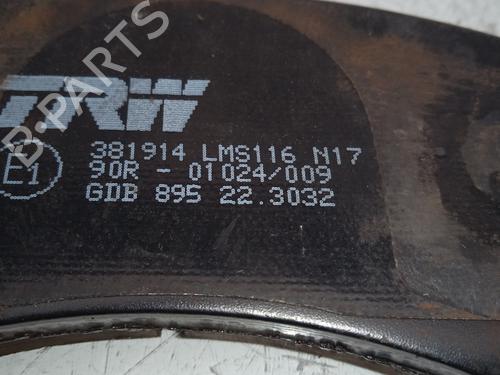 TRW
381914 LMS116 N17
E1 90R - 01024/009
GDB 895 22.3032
B-PARTS